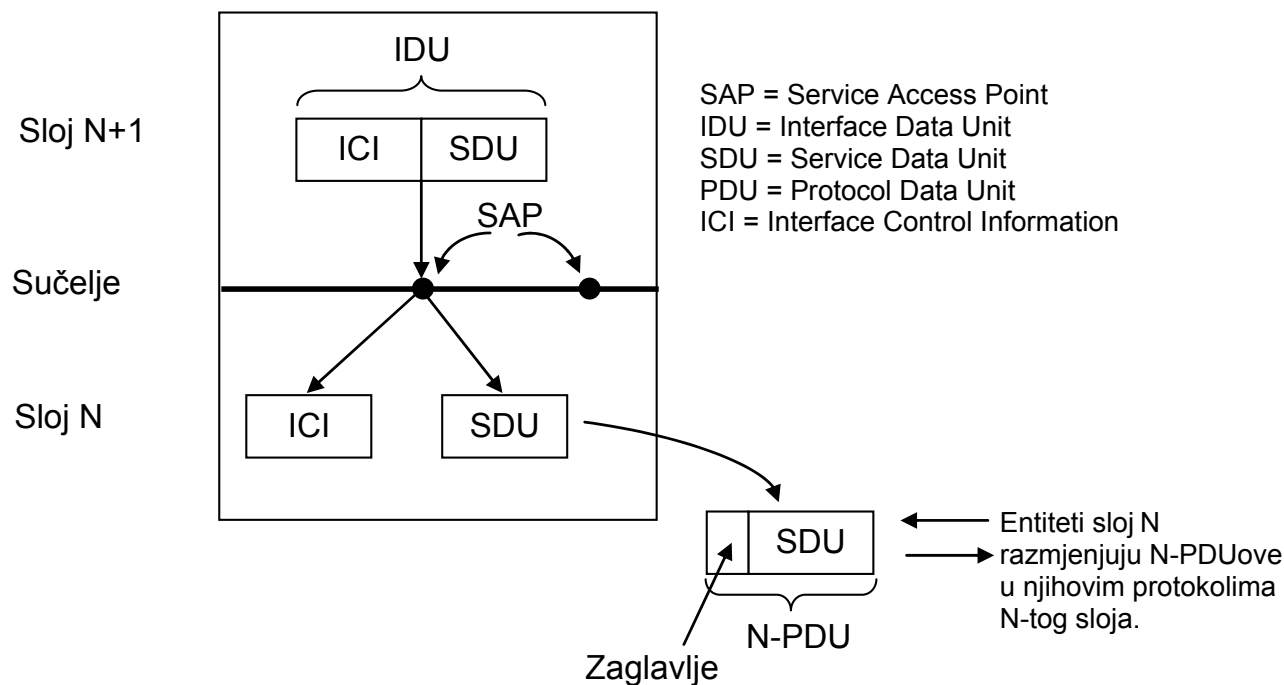 IDU
Sloj N+1
ICI
SDU
SAP = Service Access Point
IDU = Interface Data Unit
SDU = Service Data Unit
PDU = Protocol Data Unit
ICI = Interface Control Information
SAP
Sučelje
Sloj N
ICI
SDU
SDU
Entiteti sloj N
razmjenjuju N-PDUove
u njihovim protokolima
N-tog sloja.
N-PDU
Zaglavlje